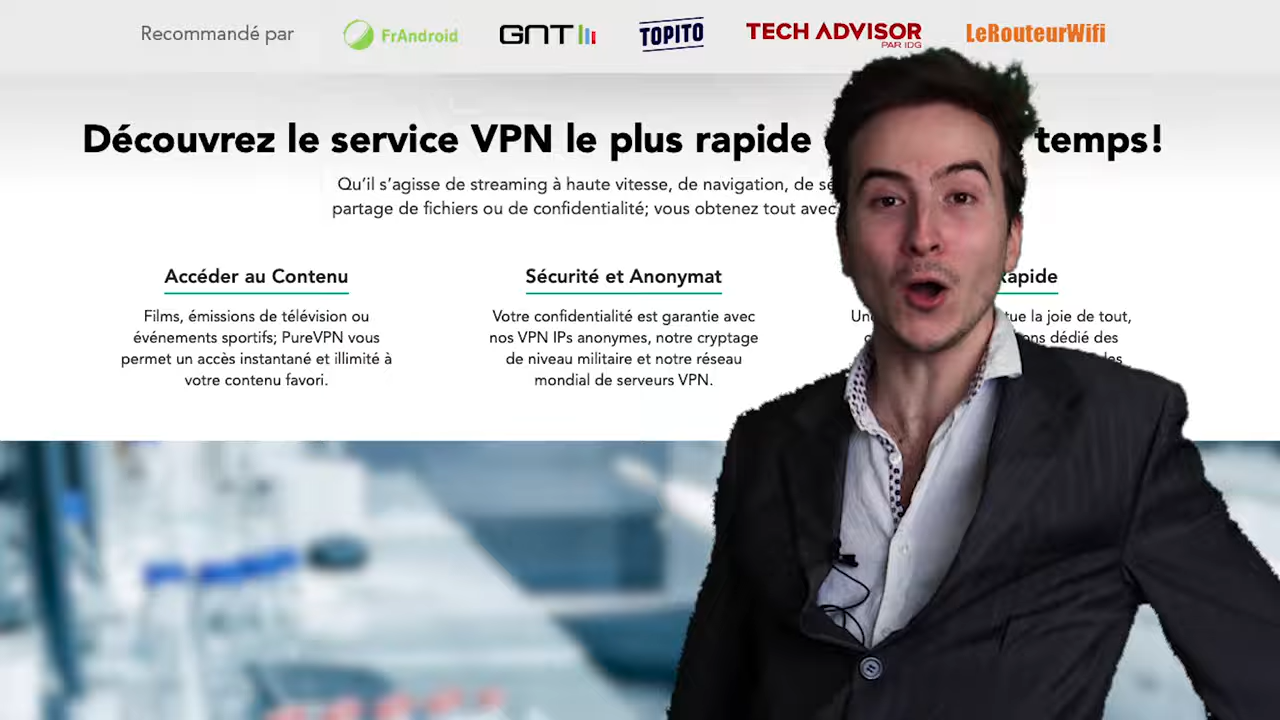 Recommandé par
FrAndroid
GNT
TOPITO
TECH ADVISOR
PAR IDG
LeRouteurWifi
Découvrez le service VPN le plus rapide temps!
Qu’il s’agisse de streaming à haute vitesse, de navigation, de
partage de fichiers ou de confidentialité; vous obtenez tout avec
Accéder au Contenu
Films, émissions de télévision ou
événements sportifs; PureVPN vous
permet un accès instantané et illimité à
votre contenu favori.
Sécurité et Anonymat
Votre confidentialité est garantie avec
nos VPN IPs anonymes, notre cryptage
de niveau militaire et notre réseau
mondial de serveurs VPN.
Rapide
la joie de tout,
dédié des